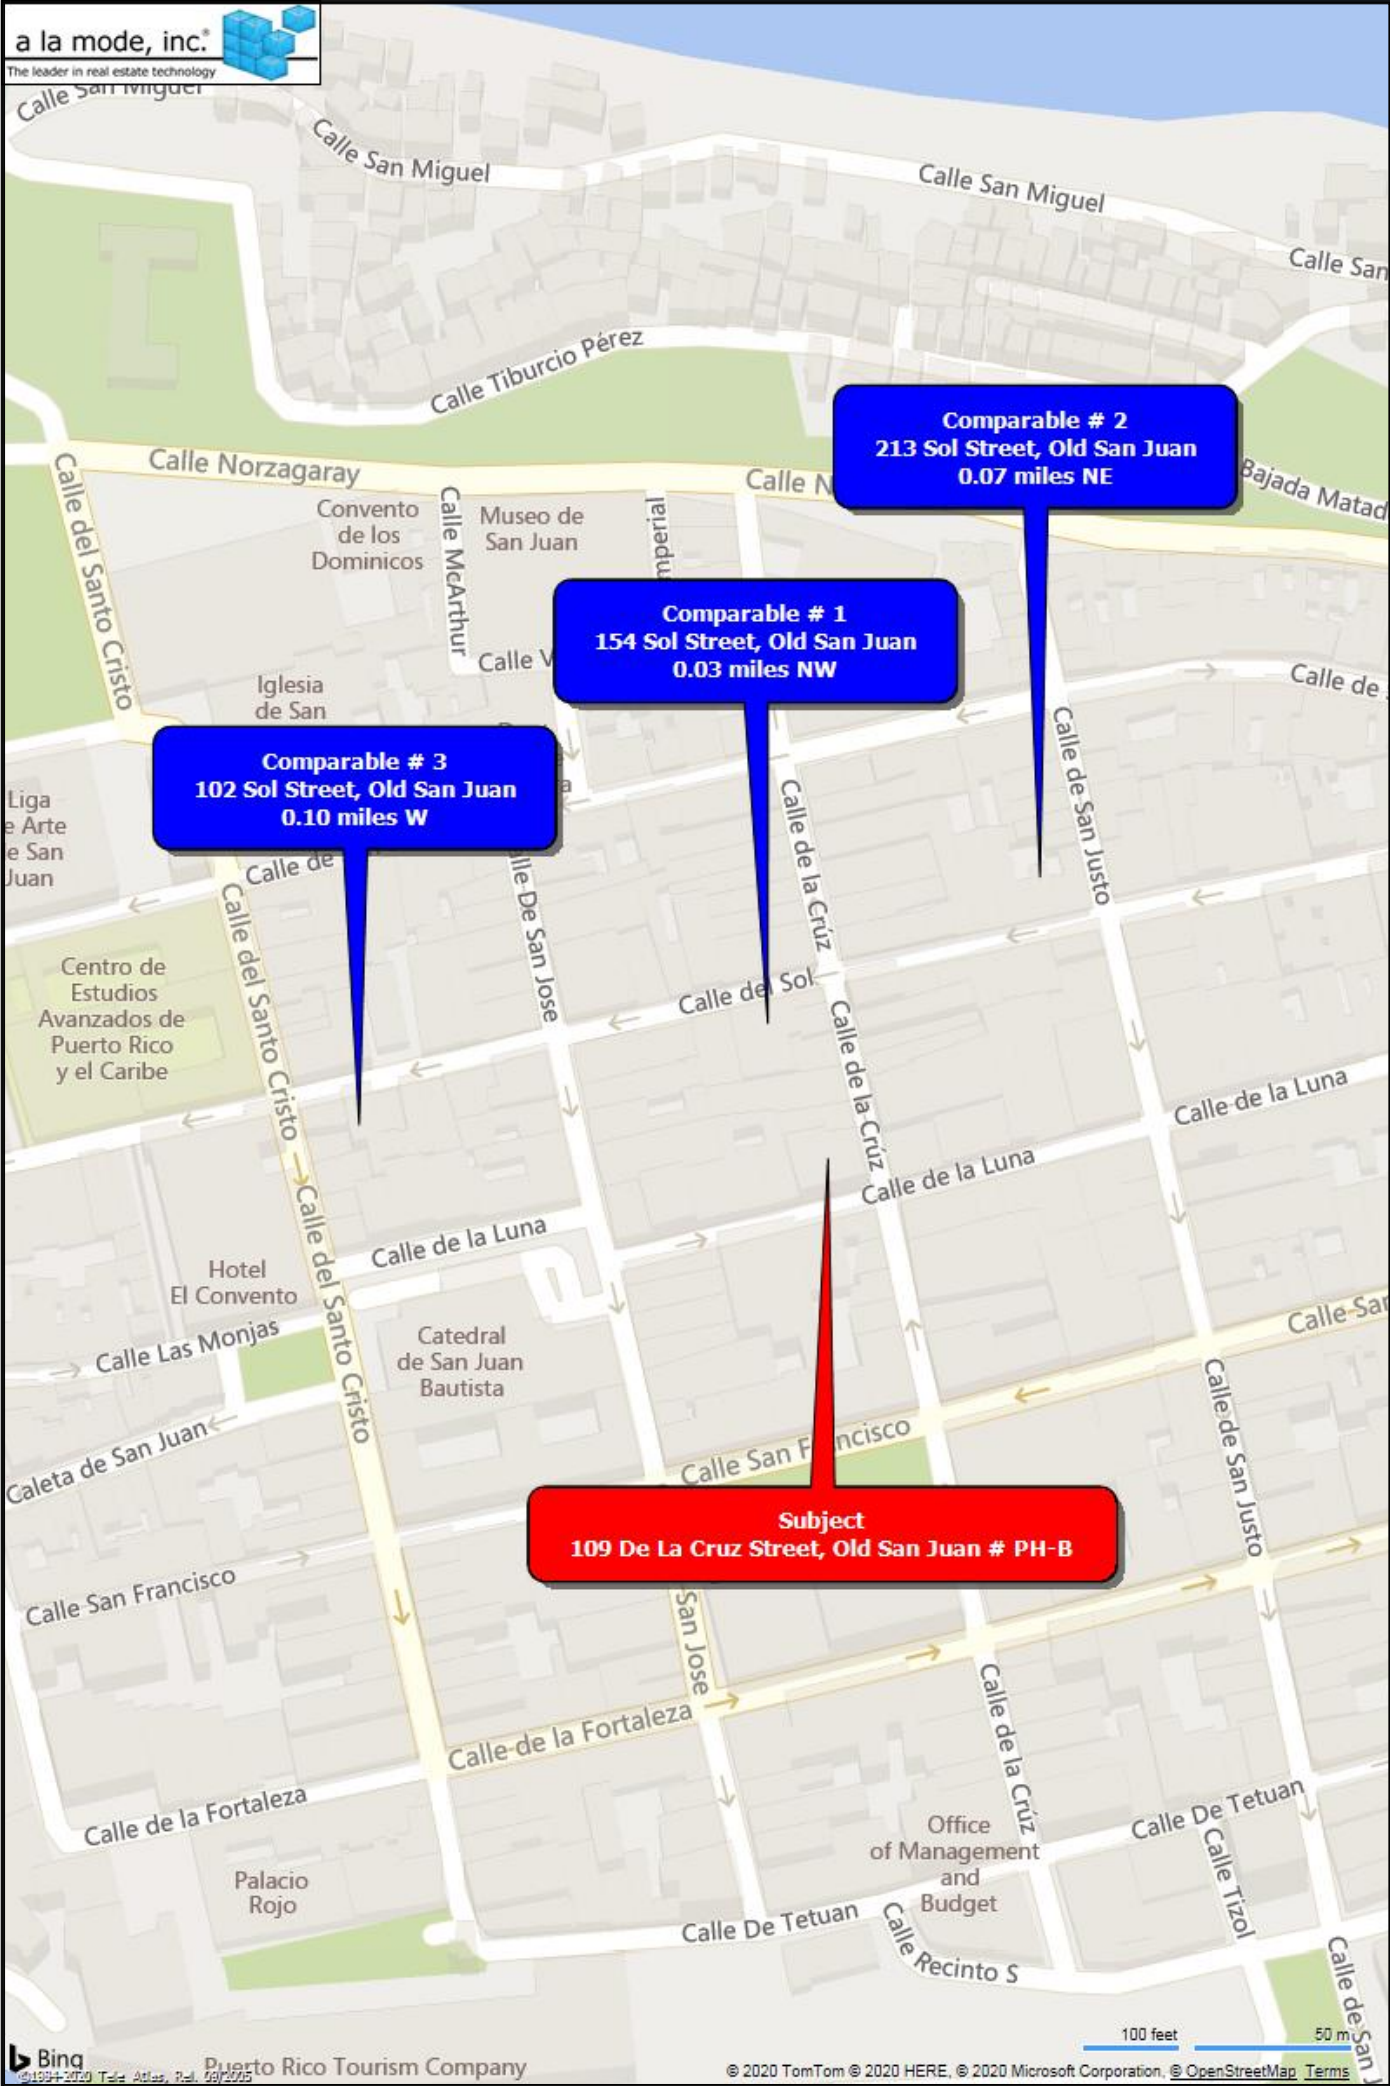 a la mode, inc.®
The leader in real estate technology
Calle San Miguel
Calle San Miguel
Calle San Miguel
Calle San
Calle Tiburcio Pérez
Comparable # 2
213 Sol Street, Old San Juan
0.07 miles NE
Bajada Matad
Calle Norzagaray
Calle N
Calle del Santo Cristo
Convento
de los
Dominicos
Calle McArthur
Museo de
San Juan
mperial
Comparable # 1
154 Sol Street, Old San Juan
0.03 miles NW
Calle V
Calle de
Iglesia
de San
Comparable # 3
102 Sol Street, Old San Juan
0.10 miles W
Calle de San Justo
Calle de la Crúz
Liga
e Arte
e San
Juan
Calle de
Calle del Santo Cristo
alle De San Jose
Centro de
Estudios
Avanzados de
Puerto Rico
y el Caribe
Calle del Sol
Calle de la Crúz
Calle de la Luna
Calle de la Luna
Calle de la Luna
Calle del Santo Cristo
Hotel
El Convento
Calle Las Monjas
Catedral
de San Juan
Bautista
Calle San
Calle de San Justo
Caleta de San Juan
Calle San Francisco
Subject
109 De La Cruz Street, Old San Juan # PH-B
Calle San Francisco
San Jose
Calle de la Fortaleza
Calle de la Crúz
Calle de la Fortaleza
Calle De Tetuan
Calle Tizol
Office
of Management
and
Budget
Palacio
Rojo
Calle De Tetuan
Calle Recinto S
Calle de San J
100 feet
50 m
Bing
©1994-2020 Tele Atlas, Rel. 09/2005
Puerto Rico Tourism Company
© 2020 TomTom © 2020 HERE, © 2020 Microsoft Corporation, © OpenStreetMap Terms